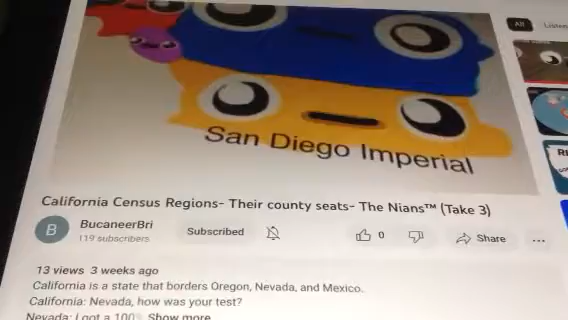 All
Listen
San Diego Imperial
California Census Regions- Their county seats- The Nians™ (Take 3)
B
BucaneerBri
119 subscribers
Subscribed
0
Share
...
13 views 3 weeks ago
California is a state that borders Oregon, Nevada, and Mexico.
California: Nevada, how was your test?
Nevada: I got a 100% Show more